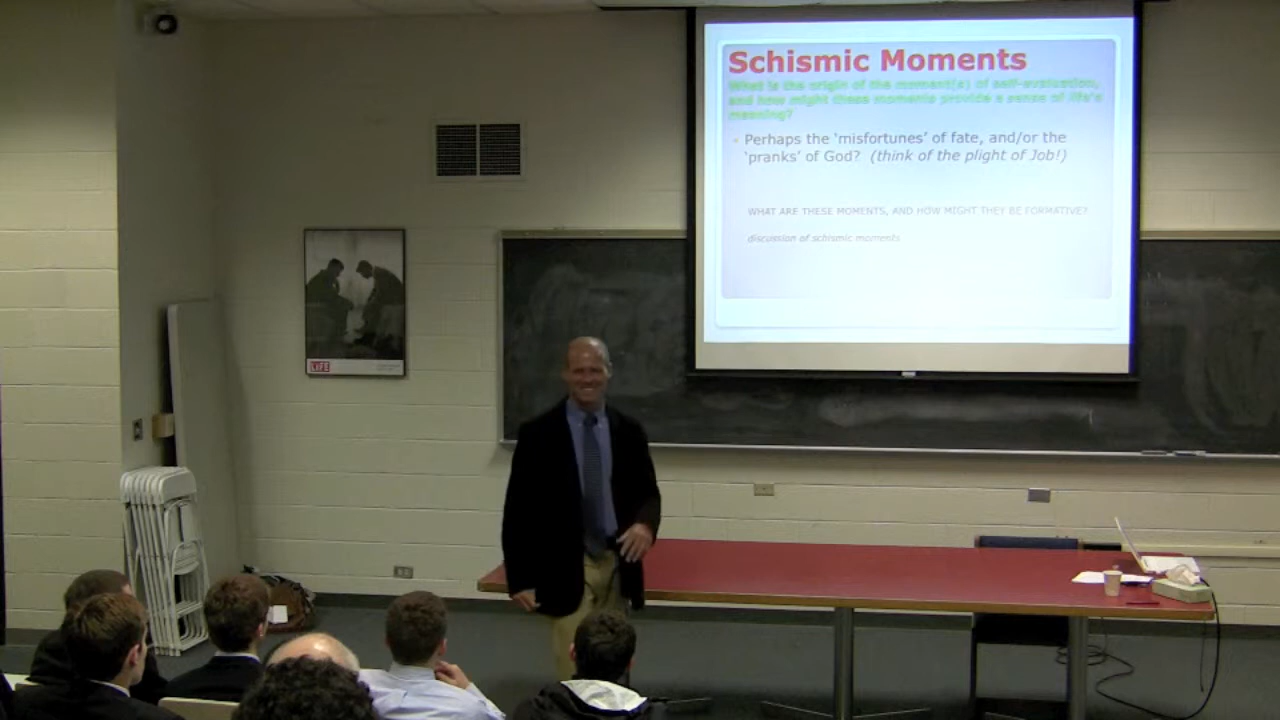 Schismic Moments
What is the origin of the moment(s) of self-evaluation,
and how might these moments provide a sense of life's
meaning?
Perhaps the 'misfortunes' of fate, and/or the
'pranks' of God? (think of the plight of Job!)
WHAT ARE THESE MOMENTS, AND HOW MIGHT THEY BE FORMATIVE?
discussion of schismic moments
LIFE